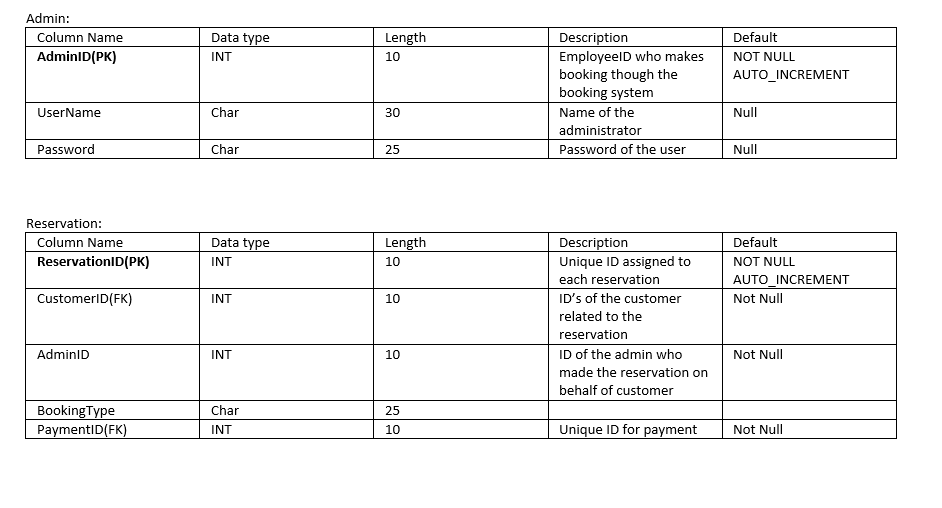 Admin:
Column Name Data type Length Description Default
AdminID(PK) INT 10 EmployeeID who makes NOT NULL
booking though the AUTO_INCREMENT
booking system
UserName Char 30 Name of the Null
administrator
Password Char 25 Password of the user Null
Reservation:
Column Name Data type Length Description Default
ReservationID(PK) INT 10 Unique ID assigned to NOT NULL
each reservation AUTO_INCREMENT
CustomerID(FK) INT 10 ID’s of the customer Not Null
related to the
reservation
AdminID INT 10 ID of the admin who Not Null
made the reservation on
behalf of customer
BookingType Char 25
PaymentID(FK) INT 10 Unique ID for payment Not Null